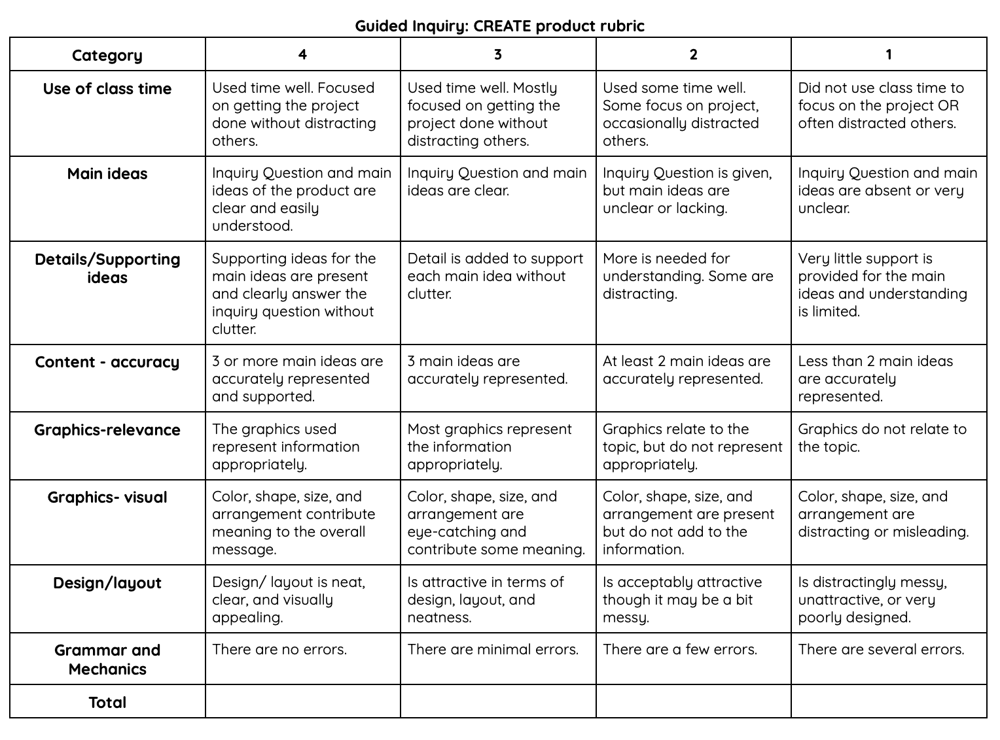 Guided Inquiry: CREATE product rubric
Category
4
3
2
1
Use of class time
Used time well. Focused
on getting the project
done without distracting
others.
Used time well. Mostly
focused on getting the
project done without
distracting others.
Used some time well.
Some focus on project,
occasionally distracted
others.
Did not use class time to
focus on the project OR
often distracted others.
Main ideas
Inquiry Question and main
ideas of the product are
clear and easily
understood.
Inquiry Question and main
ideas are clear.
Inquiry Question is given,
but main ideas are
unclear or lacking.
Inquiry Question and main
ideas are absent or very
unclear.
Details/Supporting
ideas
Supporting ideas for the
main ideas are present
and clearly answer the
inquiry question without
clutter.
Detail is added to support
each main idea without
clutter.
More is needed for
understanding. Some are
distracting.
Very little support is
provided for the main
ideas and understanding
is limited.
Content - accuracy
3 or more main ideas are
accurately represented
and supported.
3 main ideas are
accurately represented.
At least 2 main ideas are
accurately represented.
Less than 2 main ideas
are accurately
represented.
Graphics-relevance
The graphics used
represent information
appropriately.
Most graphics represent
the information
appropriately.
Graphics relate to the
topic, but do not represent
appropriately.
Graphics do not relate to
the topic.
Graphics- visual
Color, shape, size, and
arrangement contribute
meaning to the overall
message.
Color, shape, size, and
arrangement are
eye-catching and
contribute some meaning.
Color, shape, size, and
arrangement are present
but do not add to the
information.
Color, shape, size, and
arrangement are
distracting or misleading.
Design/layout
Design/ layout is neat,
clear, and visually
appealing.
Is attractive in terms of
design, layout, and
neatness.
Is acceptably attractive
though it may be a bit
messy.
Is distractingly messy,
unattractive, or very
poorly designed.
Grammar and
Mechanics
There are no errors.
There are minimal errors.
There are a few errors.
There are several errors.
Total